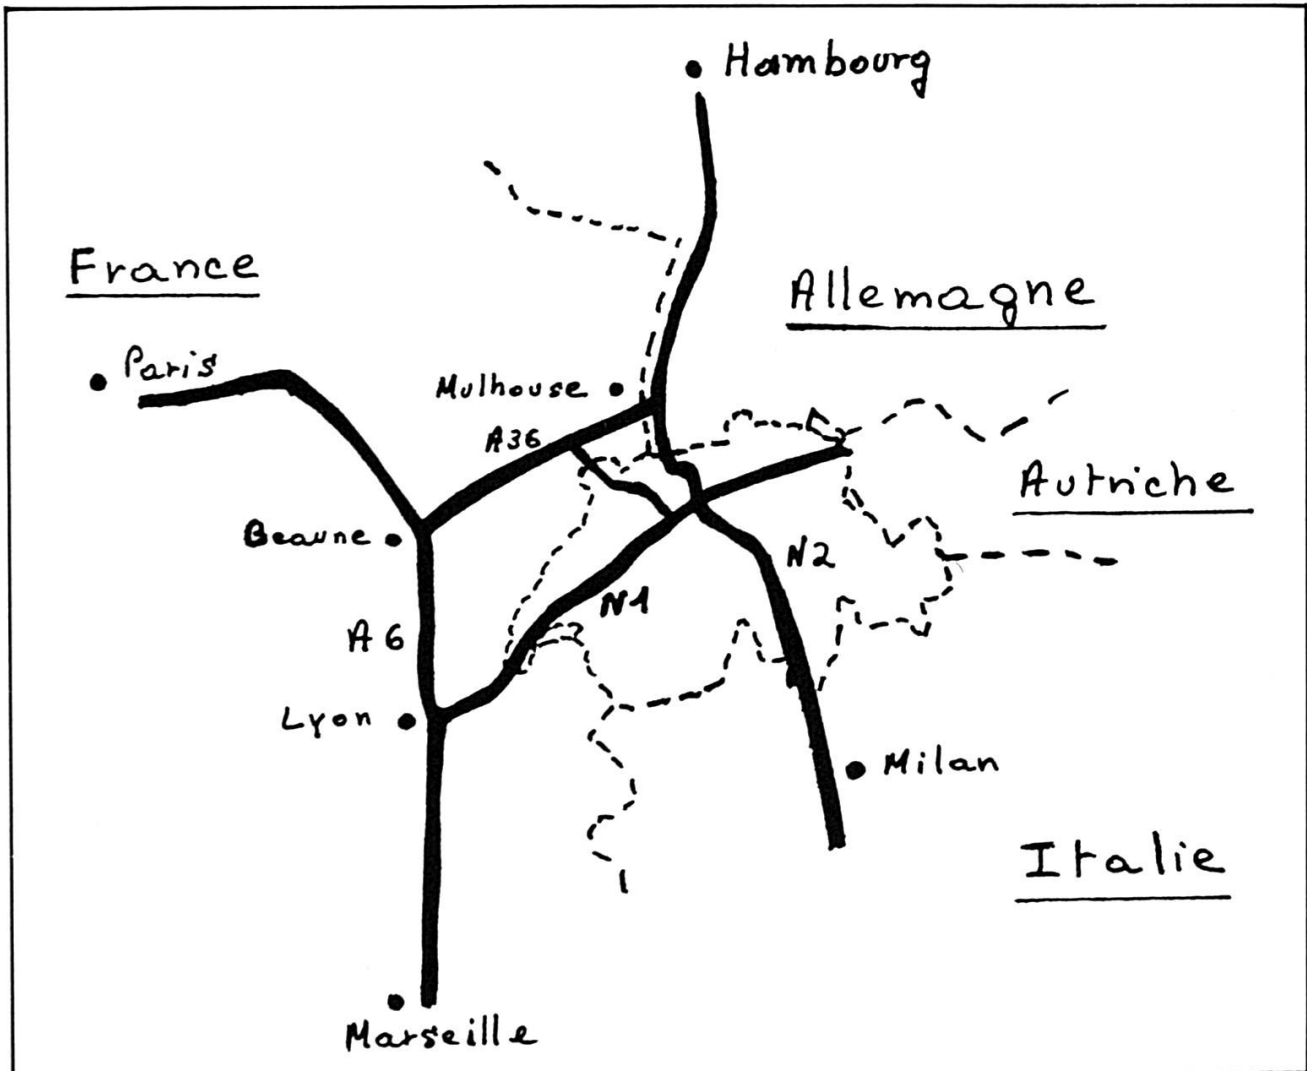 Hambourg
France
Allemagne
Paris
Mulhouse
A36
Autriche
Beaune
N2
N1
A6
Lyon
Milan
Italie
Marseille